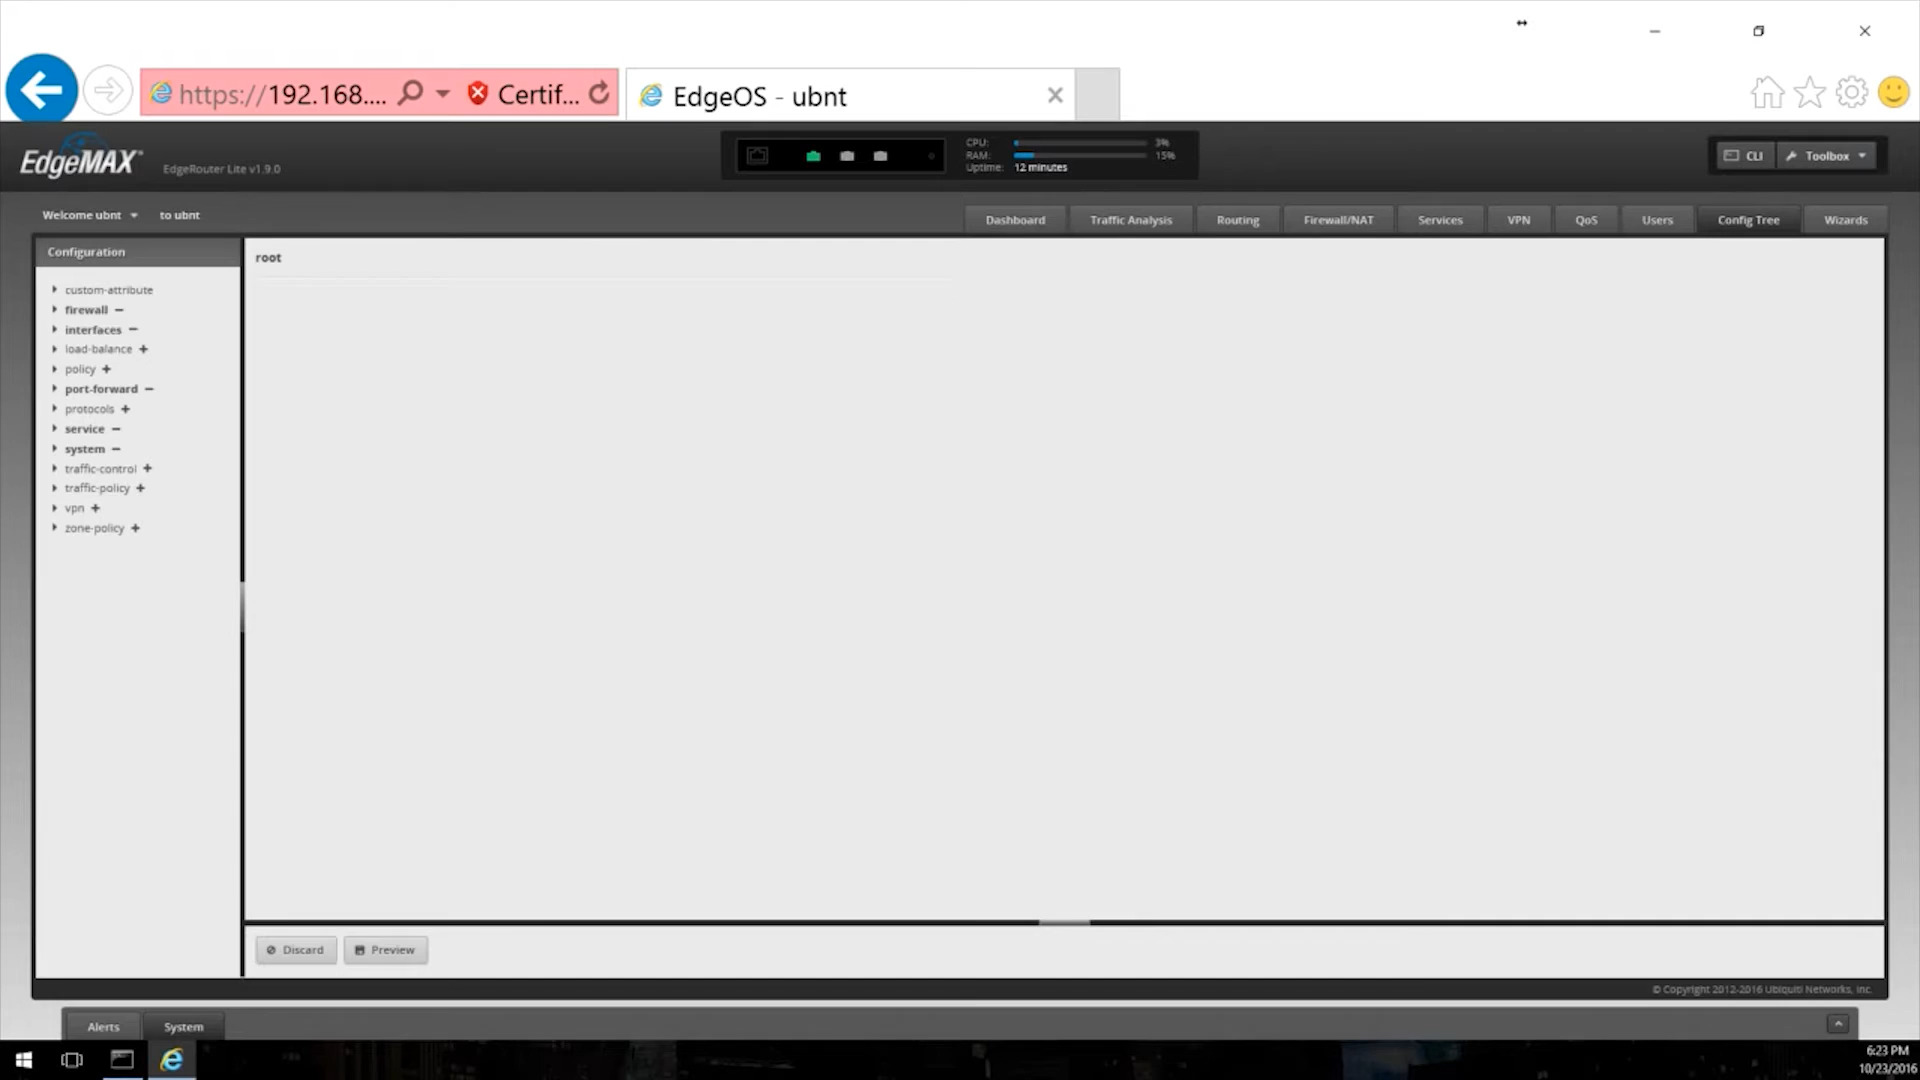 https://192.168.... Certif... EdgeOS - ubnt
EdgeMAX EdgeRouter Lite v1.9.0
CPU: 3%
RAM: 15%
Uptime: 12 minutes
CLI Toolbox
Welcome ubnt to ubnt
Dashboard Traffic Analysis Routing Firewall/NAT Services VPN QoS Users Config Tree Wizards
Configuration
root
custom-attribute
firewall −
interfaces −
load-balance +
policy +
port-forward −
protocols +
service −
system −
traffic-control +
traffic-policy +
vpn +
zone-policy +
Discard Preview
© Copyright 2012-2016 Ubiquiti Networks, Inc.
Alerts System
6:23 PM
10/23/2016